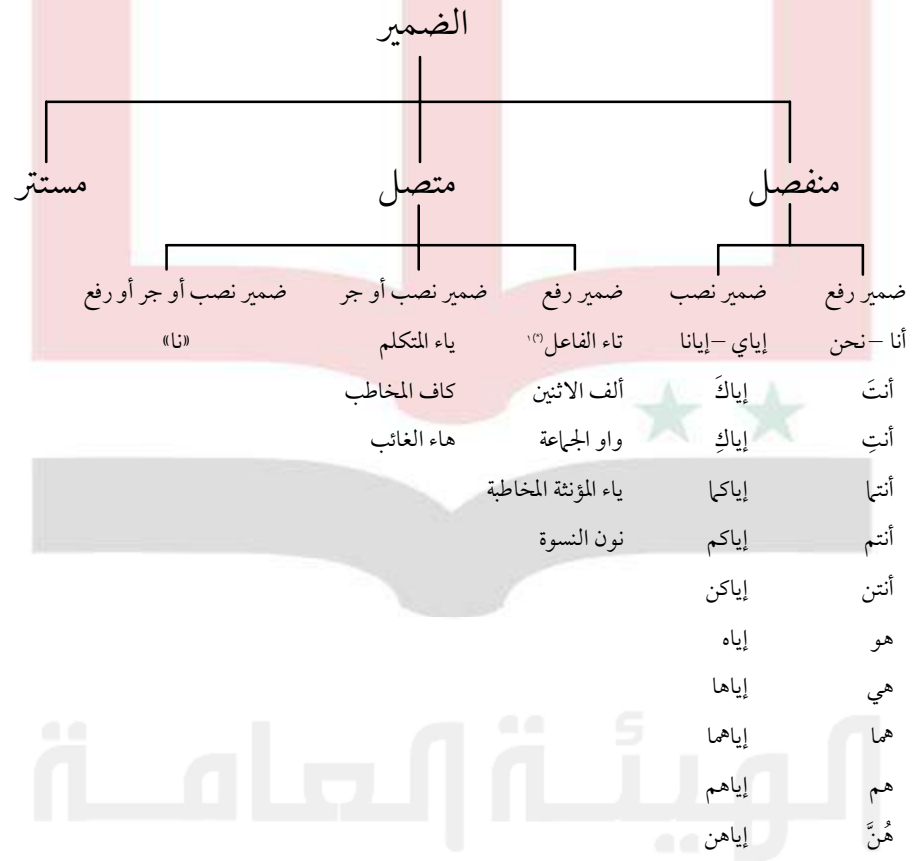 الضمير
منفصل متصل مستتر
ضمير رفع ضمير نصب ضمير رفع ضمير نصب أو جر ضمير نصب أو جر أو رفع
أنا – نحن إياي – إيانا تاء الفاعل(*)١ ياء المتكلم «نا»
أنتَ إياكَ ألف الاثنين كاف المخاطب
أنتِ إياكِ واو الجماعة هاء الغائب
أنتما إياكما ياء المؤنثة المخاطبة
أنتم إياكم نون النسوة
أنتن إياكن
هو إياه
هي إياها
هما إياهما
هم إياهم
هُنَّ إياهن
الهيئة العامة